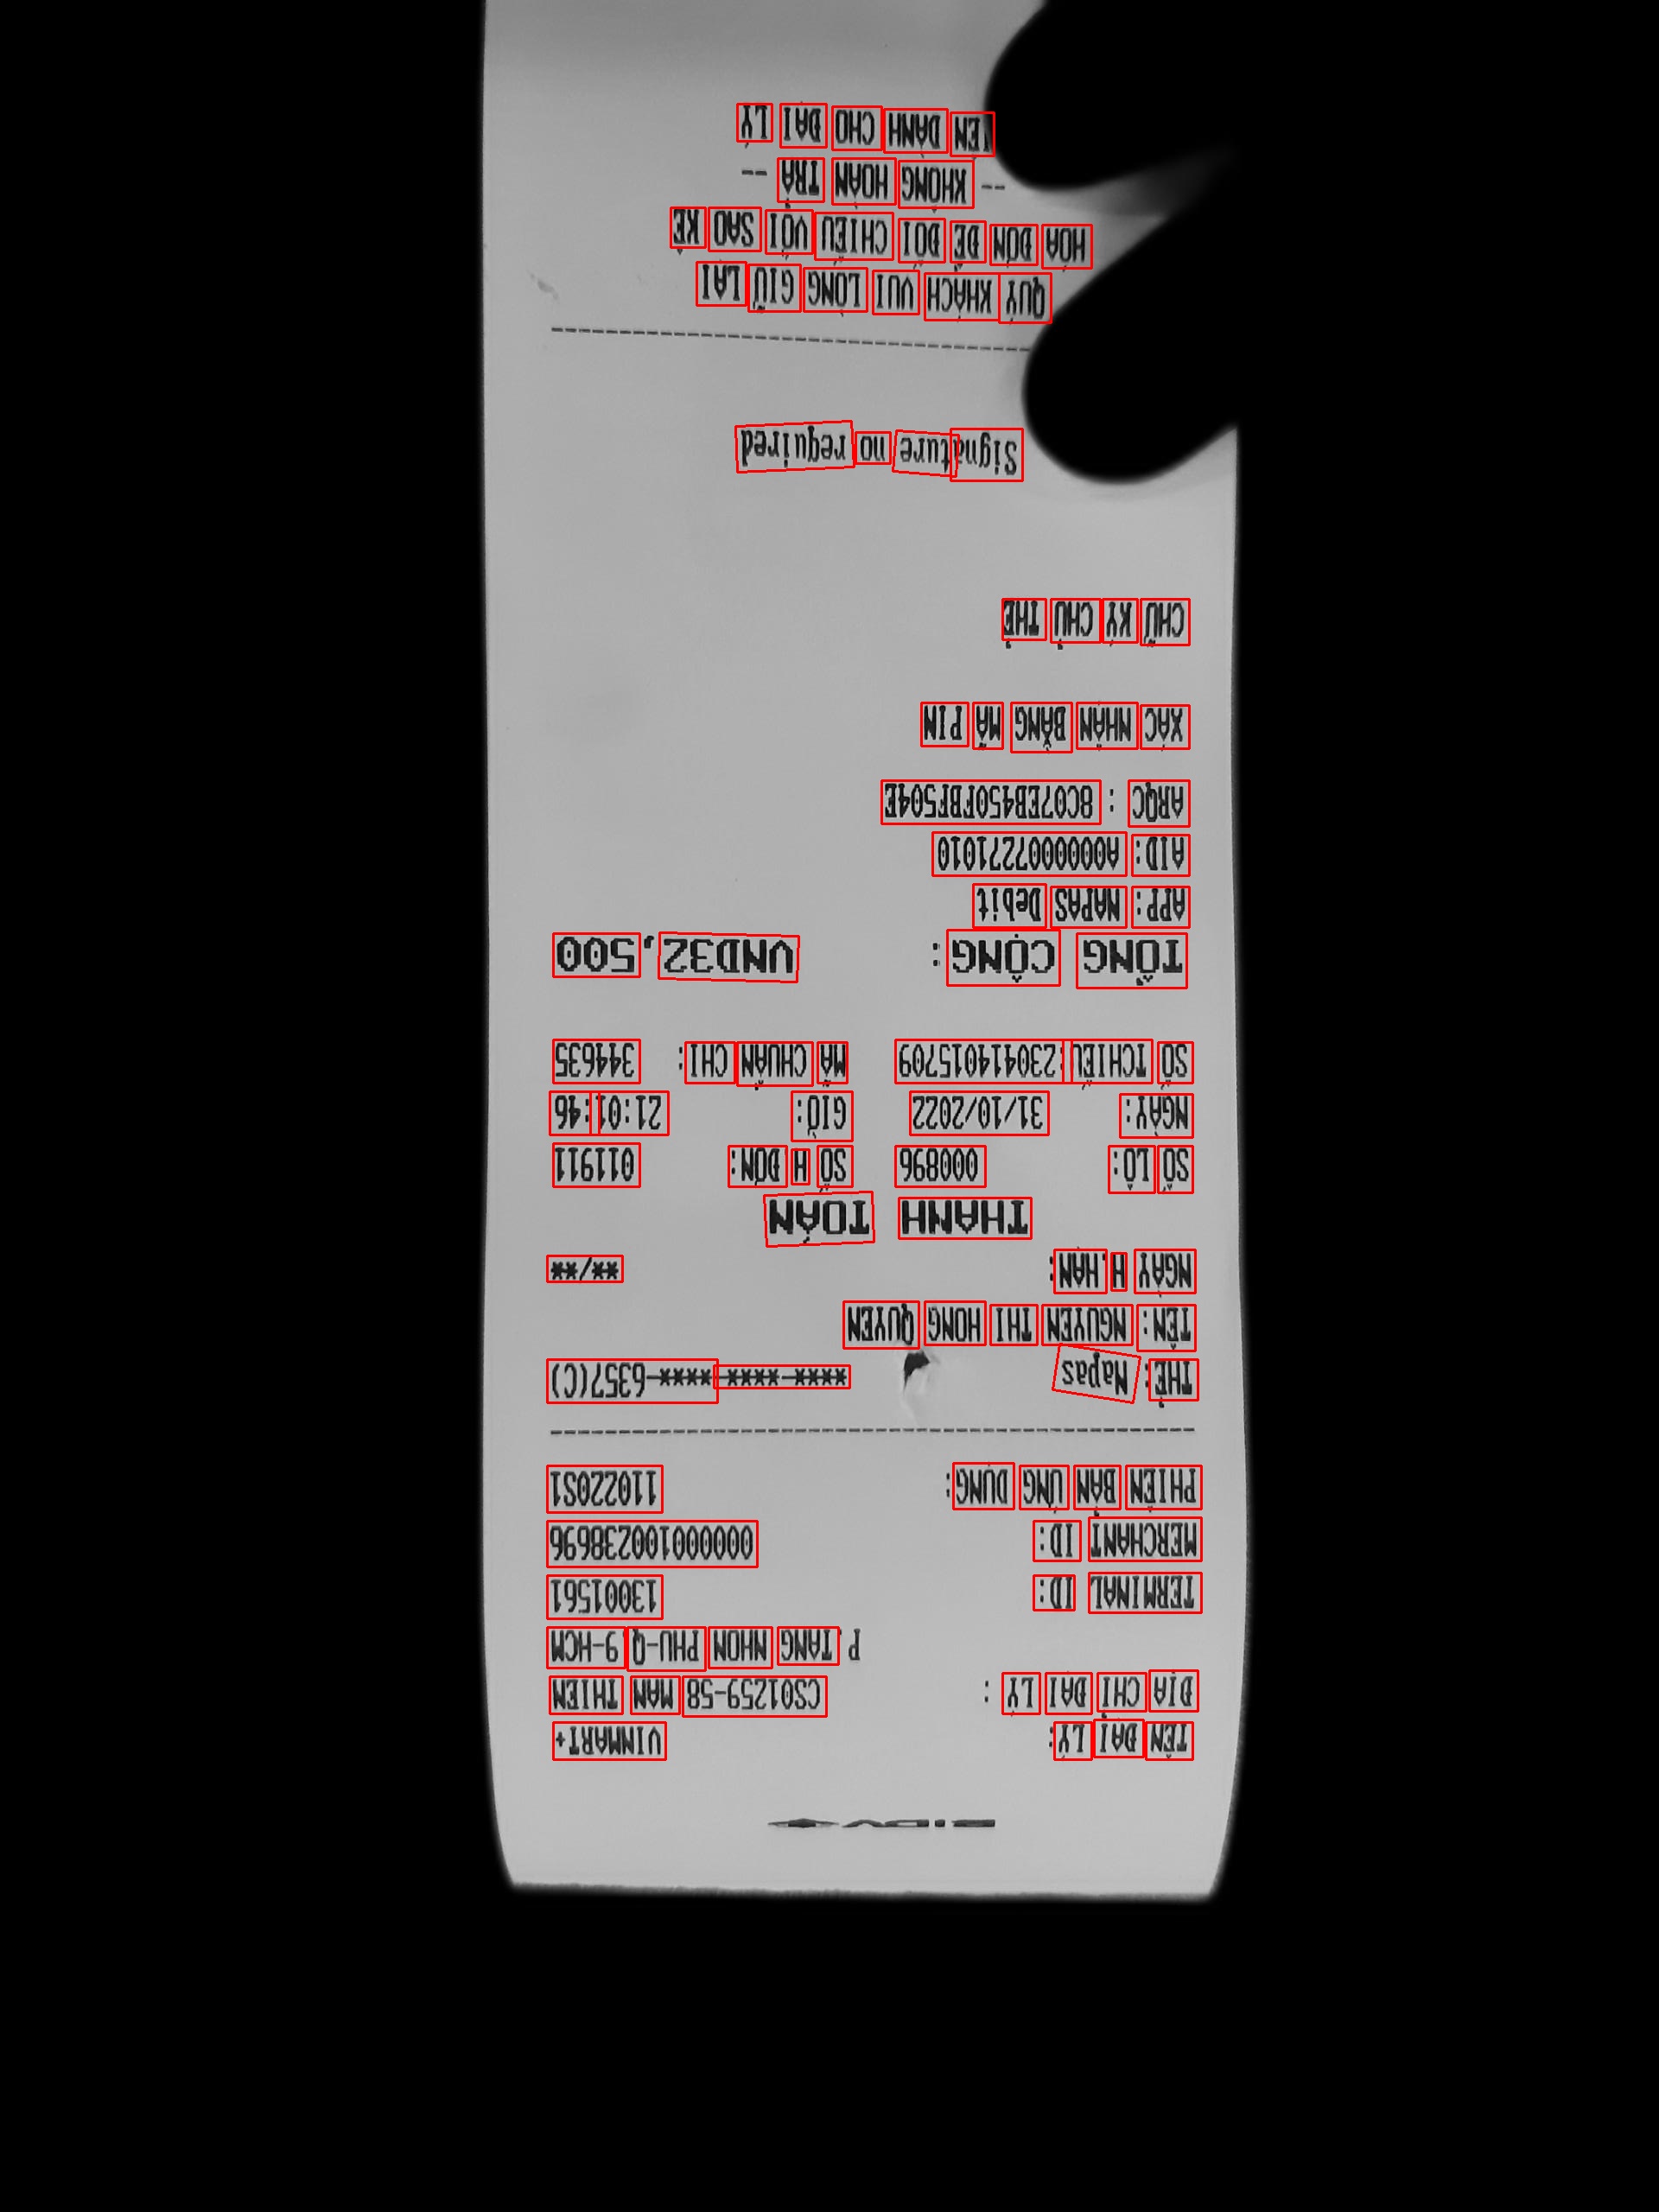 BIDV
TÊN ĐẠI LÝ: VINMART+
ĐỊA CHỈ ĐẠI LÝ : CS01259-58 MAN THIEN
P.TANG NHON PHU-Q.9-HCM
TERMINAL ID: 13001561
MERCHANT ID: 000000100238696
PHIÊN BẢN ỨNG DỤNG: 110220S1
THẺ: Napas ****-****-****-6357(C)
TÊN: NGUYEN THI HONG QUYEN
NGÀY H.HẠN: **/**
THANH TOÁN
SỐ LÔ: 000896 SỐ H.ĐƠN: 011911
NGÀY: 31/10/2022 GIỜ: 21:01:46
SỐ TCHIẾU:230414015709 MÃ CHUẨN CHI: 344635
TỔNG CỘNG: VND32,500
APP: NAPAS Debit
AID: A0000007271010
ARQC : 8C07EB450FBF504E
XÁC NHẬN BẰNG MÃ PIN
CHỮ KÝ CHỦ THẺ
Signature no required
QUÝ KHÁCH VUI LÒNG GIỮ LẠI
HÓA ĐƠN ĐỂ ĐỐI CHIẾU VỚI SAO KÊ
-- KHÔNG HOÀN TRẢ --
DÀNH CHO ĐẠI LÝ